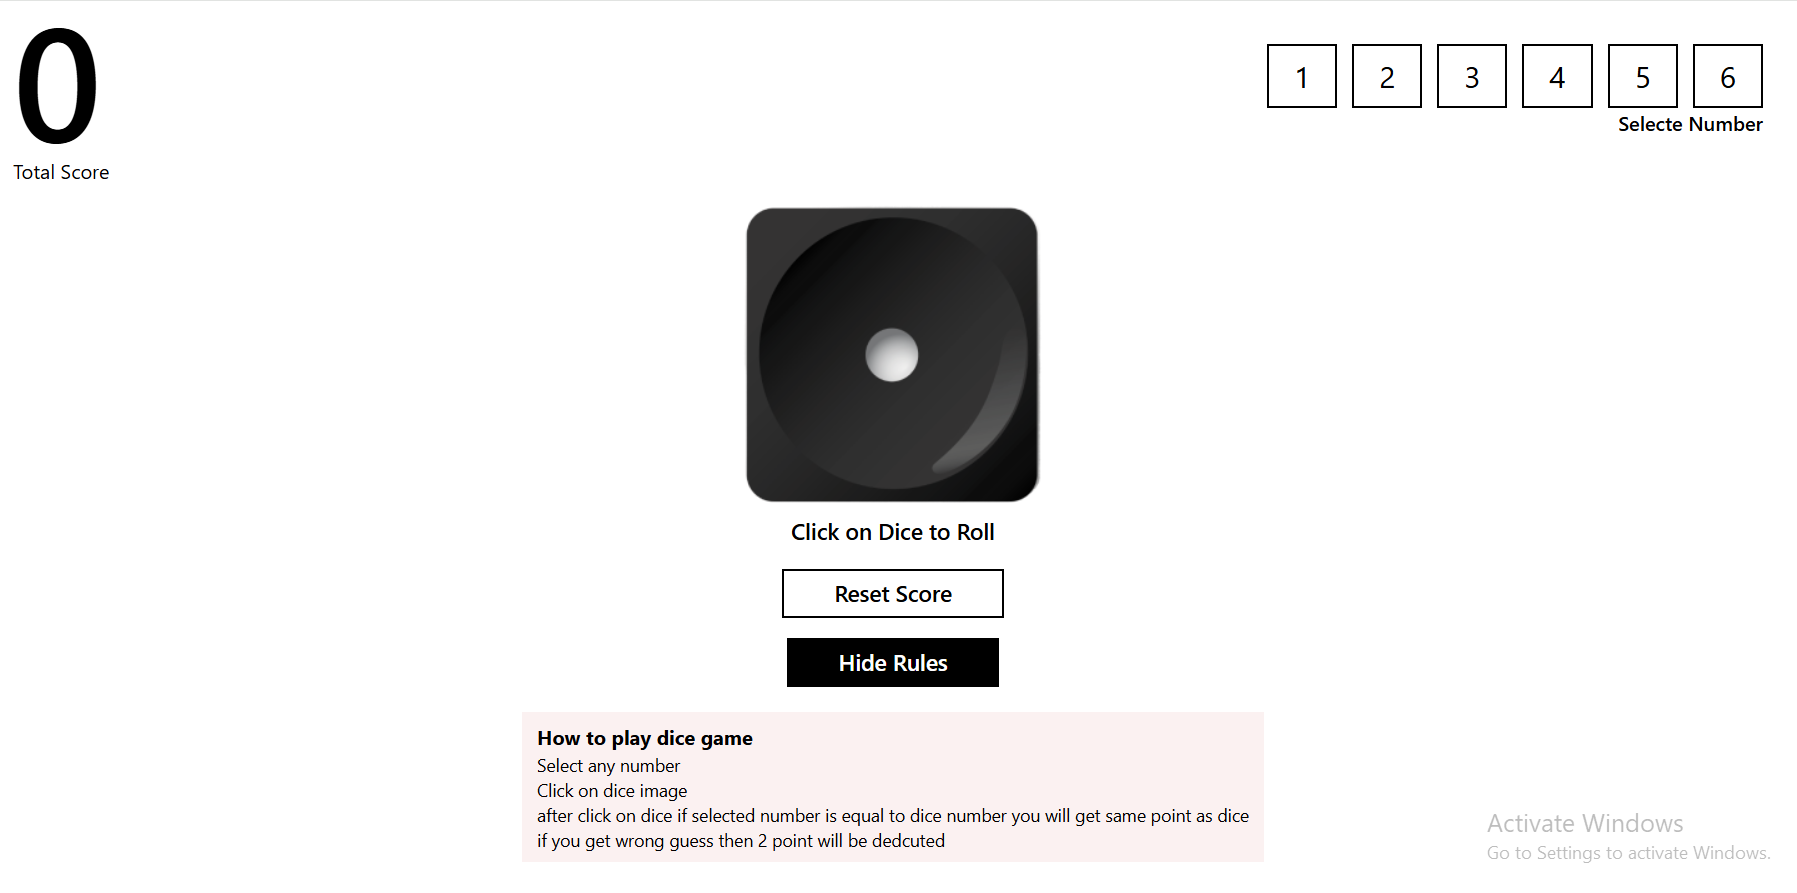 0
Total Score
1 2 3 4 5 6
Selecte Number
Click on Dice to Roll
Reset Score
Hide Rules
How to play dice game
Select any number
Click on dice image
after click on dice if selected number is equal to dice number you will get same point as dice
if you get wrong guess then 2 point will be dedcuted
Activate Windows
Go to Settings to activate Windows.